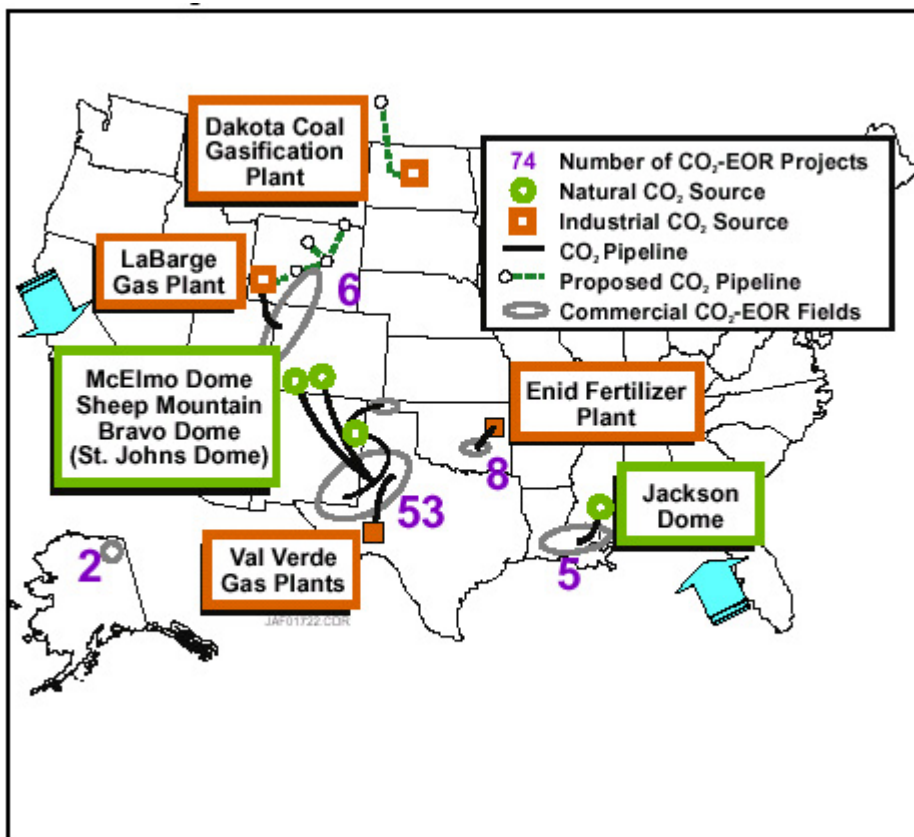 Dakota Coal
Gasification
Plant
74 Number of CO₂-EOR Projects
Natural CO₂ Source
Industrial CO₂ Source
CO₂ Pipeline
Proposed CO₂ Pipeline
Commercial CO₂-EOR Fields
LaBarge
Gas Plant
6
McElmo Dome
Sheep Mountain
Bravo Dome
(St. Johns Dome)
Enid Fertilizer
Plant
8
53
Jackson
Dome
Val Verde
Gas Plants
5
2
JAF01722.CDR